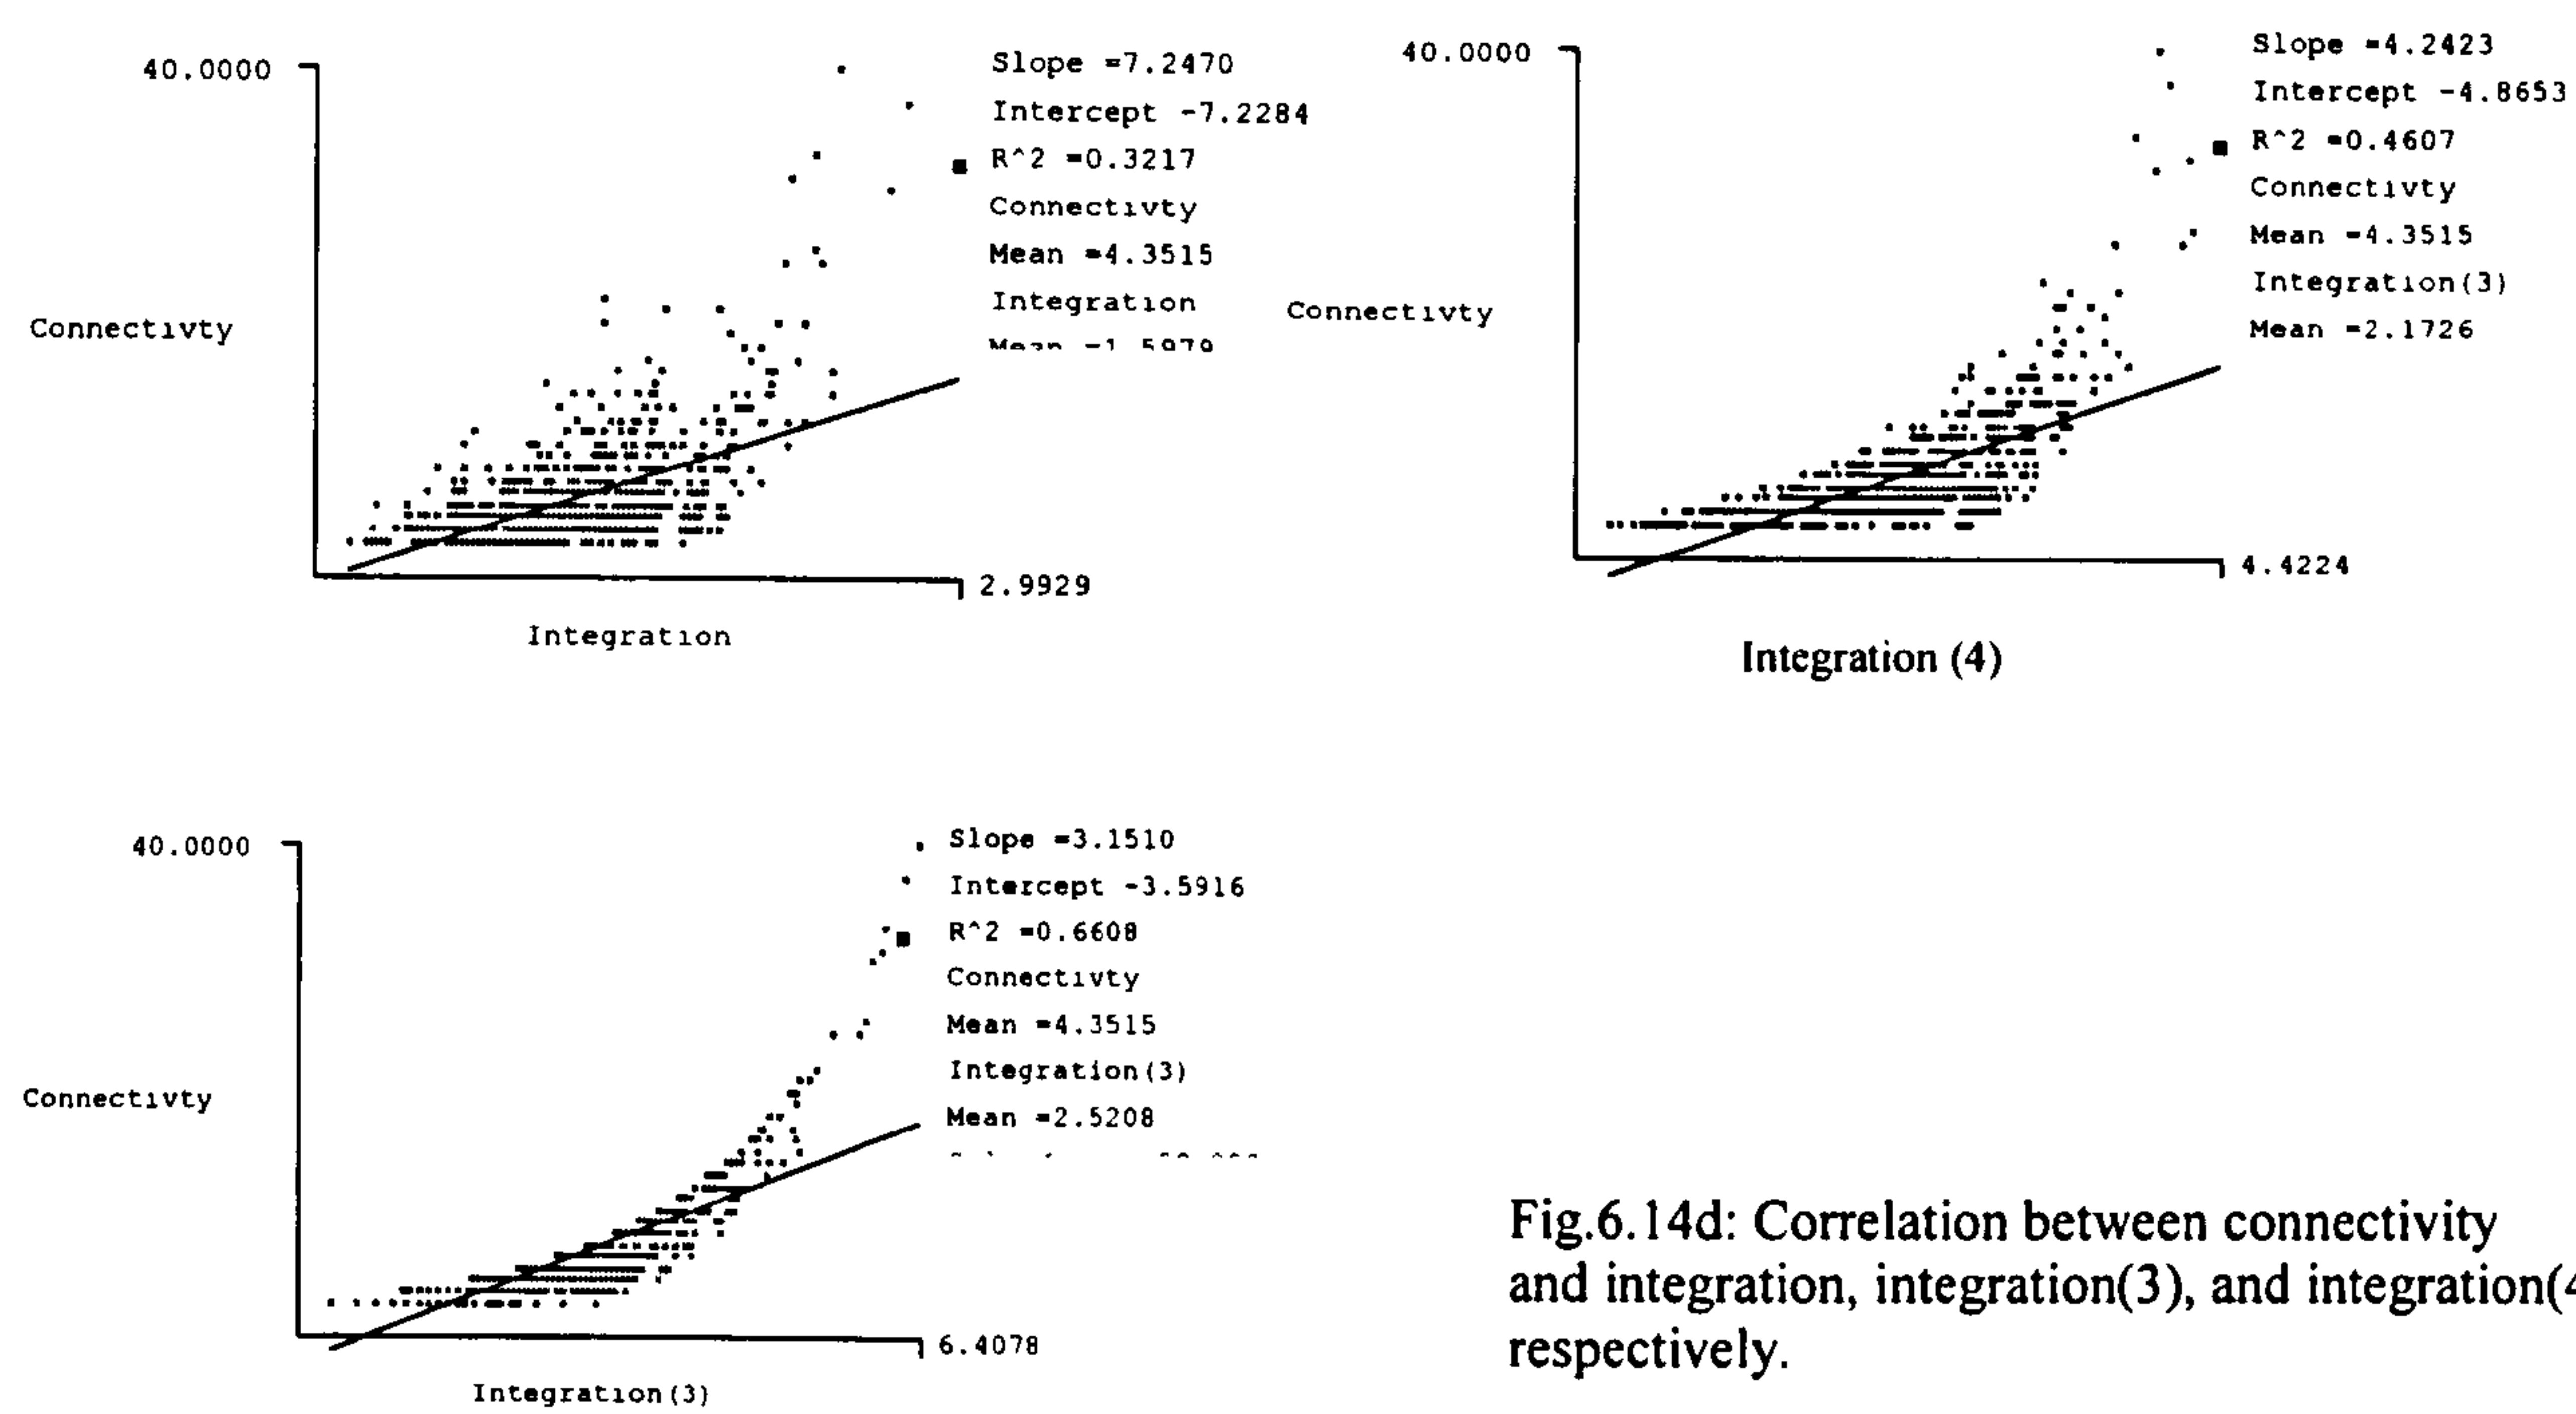 40.0000
Slope =7.2470
Intercept -7.2284
R^2 =0.3217
Connectivty
Mean =4.3515
Integration
Mean =1.5979
Connectivty
2.9929
Integration
40.0000
Slope =4.2423
Intercept -4.8653
R^2 =0.4607
Connectivty
Mean =4.3515
Integration(3)
Mean =2.1726
Connectivty
4.4224
Integration (4)
40.0000
Slope =3.1510
Intercept -3.5916
R^2 =0.6608
Connectivty
Mean =4.3515
Integration(3)
Mean =2.5208
Connectivty
6.4078
Integration(3)
Fig.6.14d: Correlation between connectivity
and integration, integration(3), and integration(4
respectively.